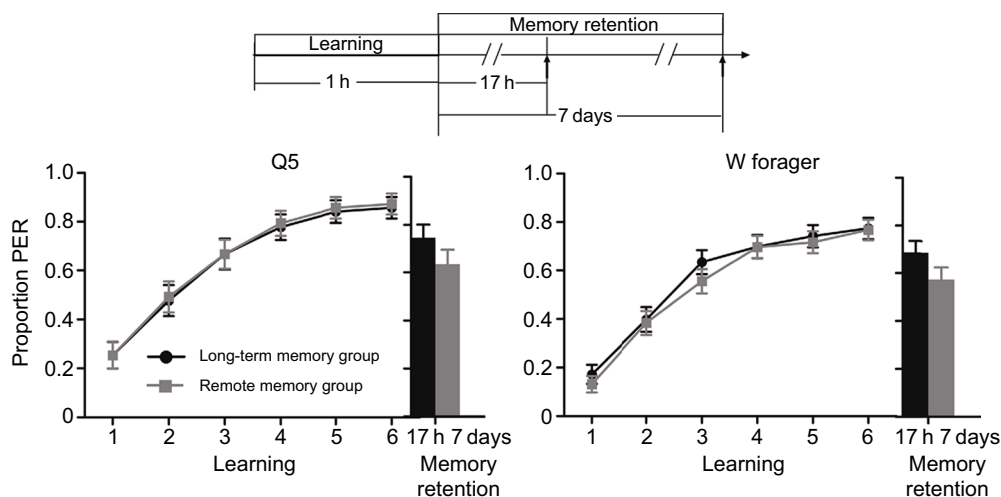 Memory retention
Learning
1 h
17 h
7 days
Q5
W forager
Proportion PER
1.0
0.8
0.6
0.4
0.2
0
Long-term memory group
Remote memory group
1 2 3 4 5 6 17 h 7 days
Learning
Memory
retention
1.0
0.8
0.6
0.4
0.2
0
1 2 3 4 5 6 17 h 7 days
Learning
Memory
retention